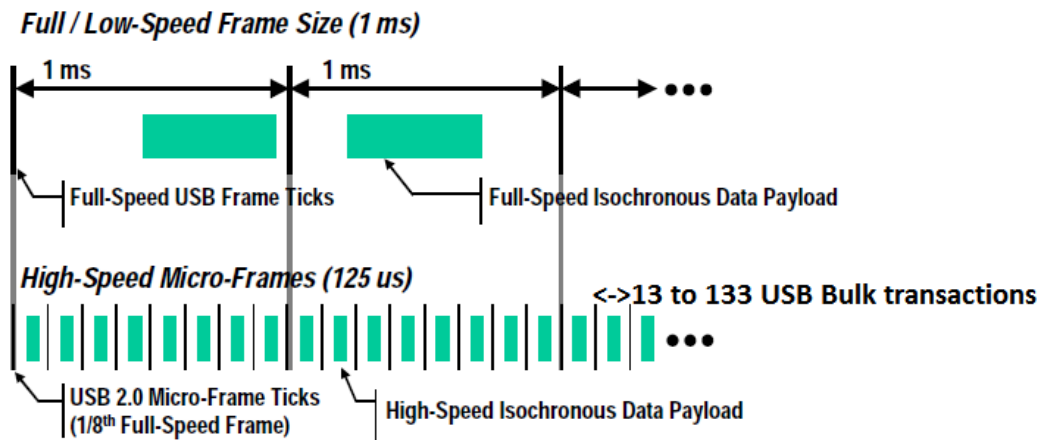 Full / Low-Speed Frame Size (1 ms)
1 ms 1 ms
Full-Speed USB Frame Ticks
Full-Speed Isochronous Data Payload
High-Speed Micro-Frames (125 us)
<->13 to 133 USB Bulk transactions
USB 2.0 Micro-Frame Ticks
(1/8th Full-Speed Frame)
High-Speed Isochronous Data Payload